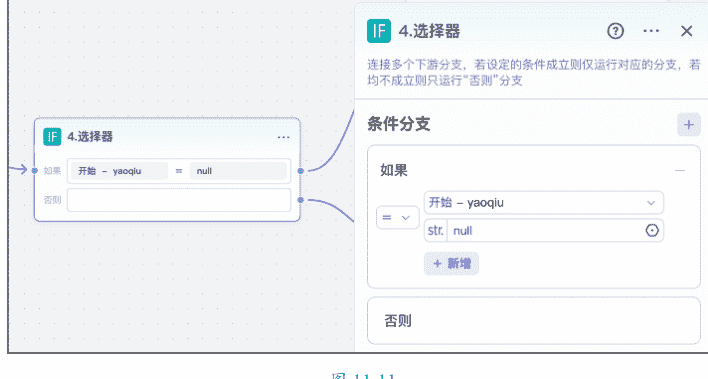 IF 4.选择器
连接多个下游分支，若设定的条件成立则仅运行对应的分支，若
均不成立则只运行“否则”分支
条件分支
如果
= 开始 - yaoqiu
str. null
+ 新增
否则
IF 4.选择器
如果 开始 - yaoqiu = null
否则